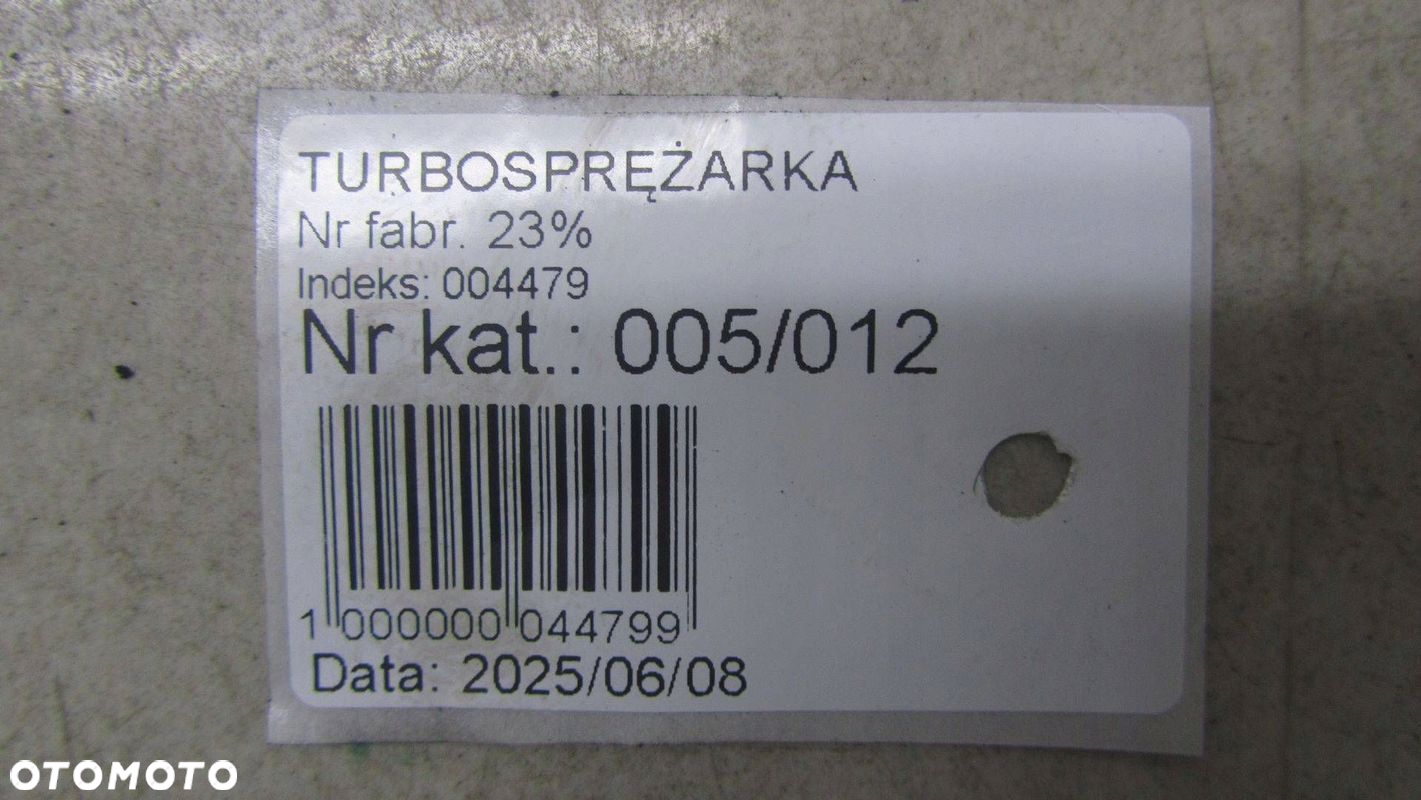 TURBOSPRĘŻARKA
Nr fabr. 23%
Indeks: 004479
Nr kat.: 005/012
1 000000 044799
Data: 2025/06/08
OTOMOTO